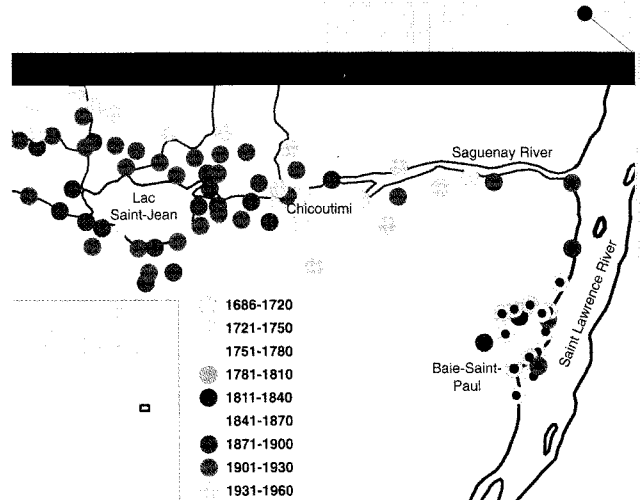 Saguenay River
Lac
Saint-Jean
Chicoutimi
Saint Lawrence River
Baie-Saint-
Paul
1686-1720
1721-1750
1751-1780
1781-1810
1811-1840
1841-1870
1871-1900
1901-1930
1931-1960